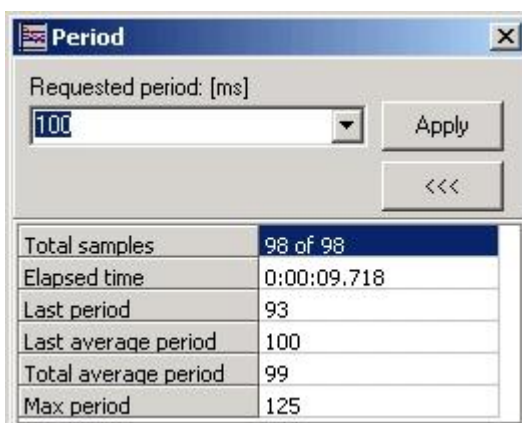 Period
Requested period: [ms]
100
Apply
<<<
Total samples 98 of 98
Elapsed time 0:00:09.718
Last period 93
Last average period 100
Total average period 99
Max period 125